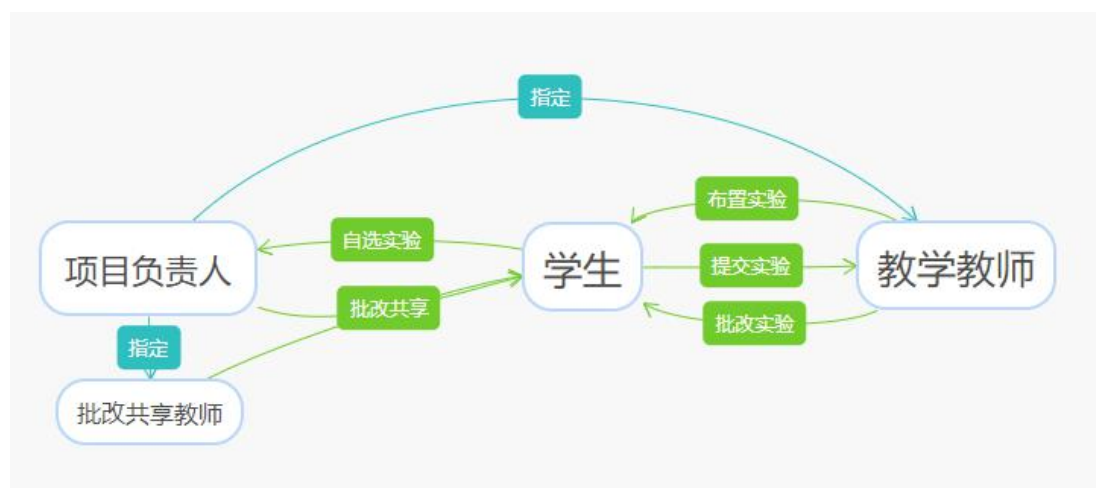 指定
布置实验
自选实验
项目负责人
学生
提交实验
教学教师
批改共享
批改实验
指定
批改共享教师